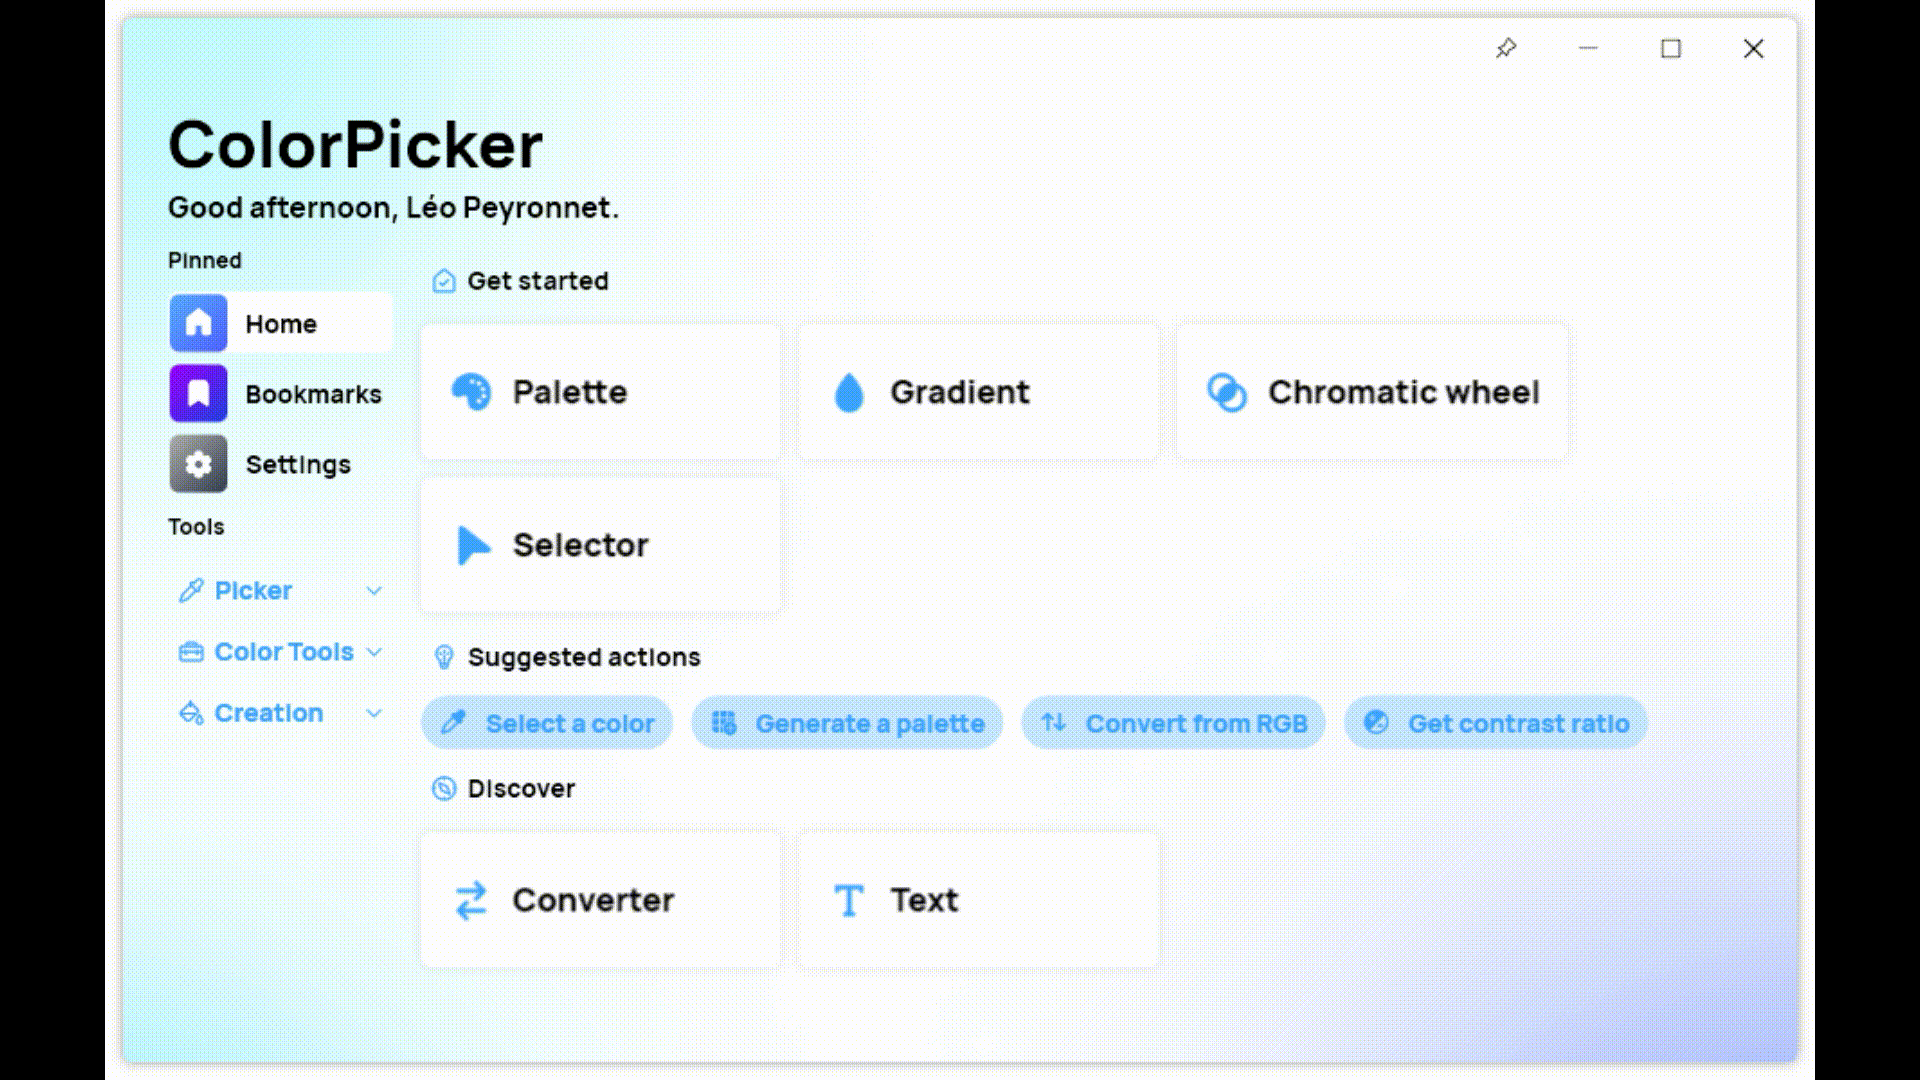 ColorPicker
Good afternoon, Léo Peyronnet.
Pinned
Home
Bookmarks
Settings
Tools
Picker
Color Tools
Creation
Get started
Palette
Gradient
Chromatic wheel
Selector
Suggested actions
Select a color
Generate a palette
Convert from RGB
Get contrast ratio
Discover
Converter
Text